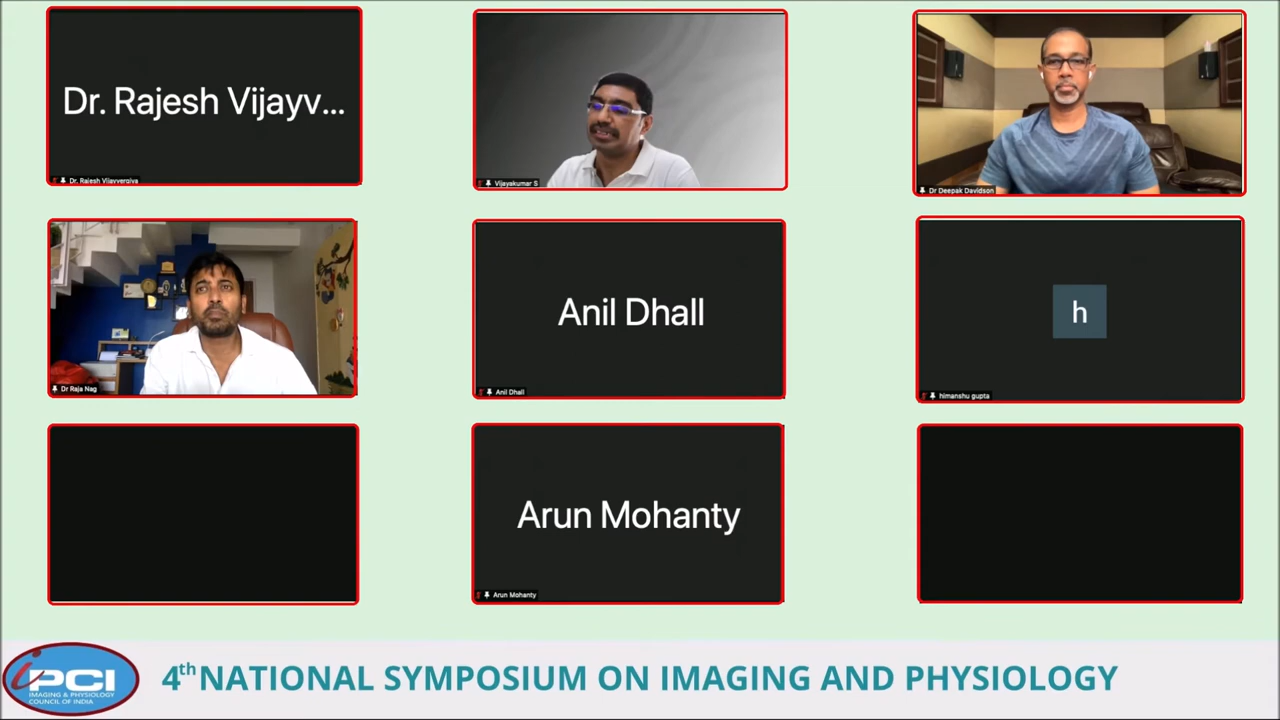 Dr. Rajesh Vijayv...
Dr. Rajesh Vijayvergiya
Vijayakumar S
Dr Deepak Davidson
Dr Raja Nag
Anil Dhall
Anil Dhall
h
himanshu gupta
Arun Mohanty
Arun Mohanty
iPCI
IMAGING & PHYSIOLOGY
COUNCIL OF INDIA
4th NATIONAL SYMPOSIUM ON IMAGING AND PHYSIOLOGY